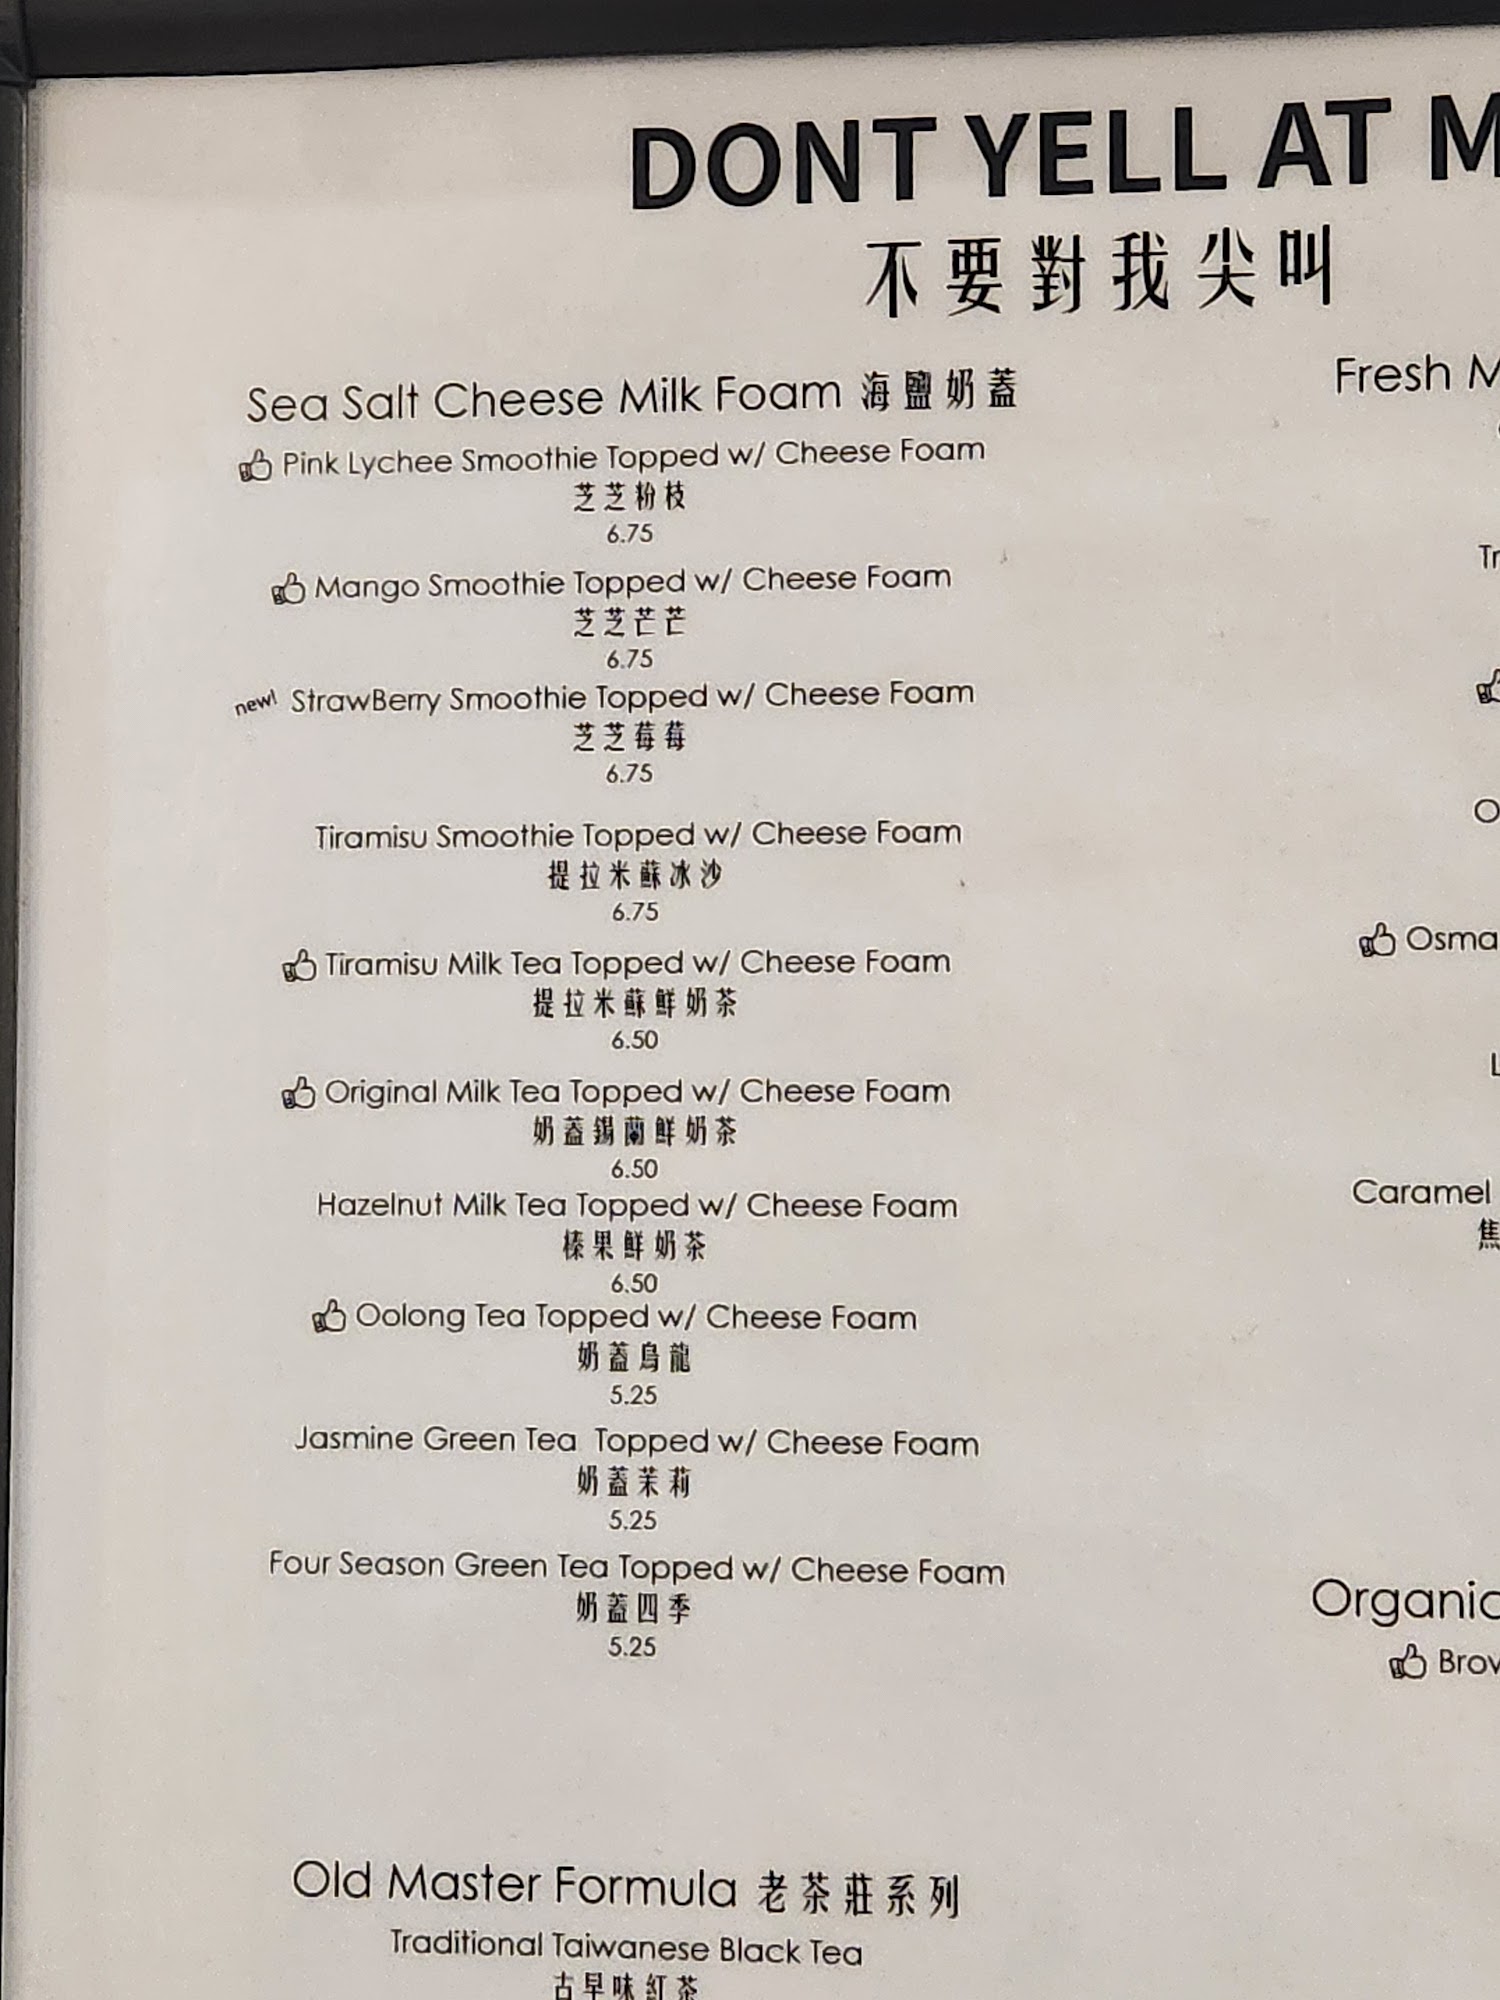 DONT YELL AT M
不要對我尖叫
Sea Salt Cheese Milk Foam 海鹽奶蓋
Pink Lychee Smoothie Topped w/ Cheese Foam
芝芝粉枝
6.75
Mango Smoothie Topped w/ Cheese Foam
芝芝芒芒
6.75
new! StrawBerry Smoothie Topped w/ Cheese Foam
芝芝莓莓
6.75
Tiramisu Smoothie Topped w/ Cheese Foam
提拉米蘇冰沙
6.75
Tiramisu Milk Tea Topped w/ Cheese Foam
提拉米蘇鮮奶茶
6.50
Original Milk Tea Topped w/ Cheese Foam
奶蓋錫蘭鮮奶茶
6.50
Hazelnut Milk Tea Topped w/ Cheese Foam
榛果鮮奶茶
6.50
Oolong Tea Topped w/ Cheese Foam
奶蓋烏龍
5.25
Jasmine Green Tea Topped w/ Cheese Foam
奶蓋茉莉
5.25
Four Season Green Tea Topped w/ Cheese Foam
奶蓋四季
5.25
Old Master Formula 老茶莊系列
Traditional Taiwanese Black Tea
古早味紅茶
Fresh M
Tr
O
Osma
L
Caramel
焦
Organic
Brow